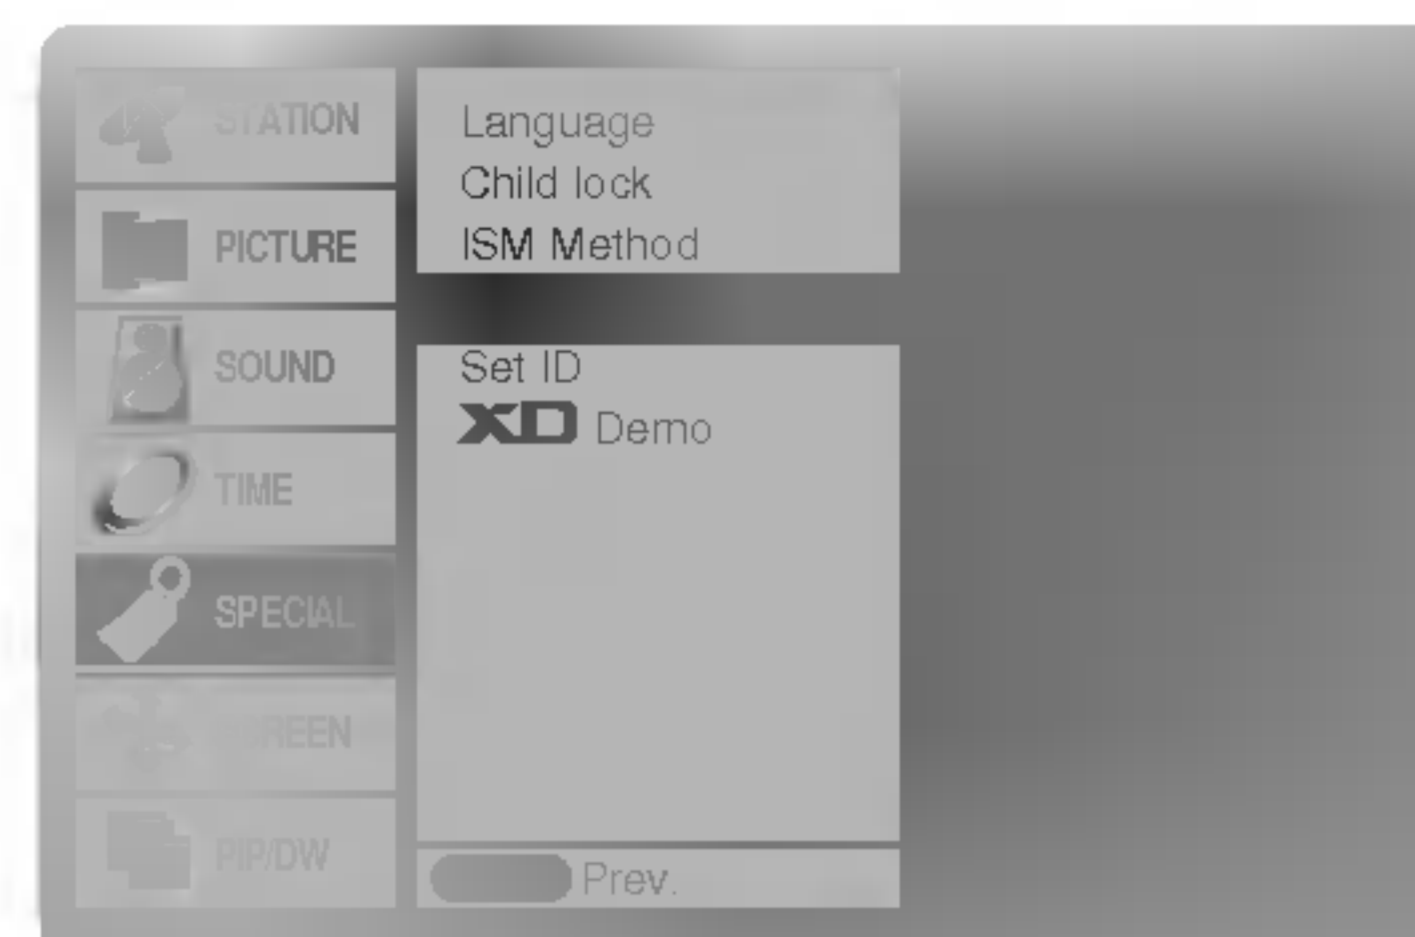 STATION
PICTURE
SOUND
TIME
SPECIAL
SCREEN
PIP/DW
Language
Child lock
ISM Method
Set ID
XD Demo
Prev.